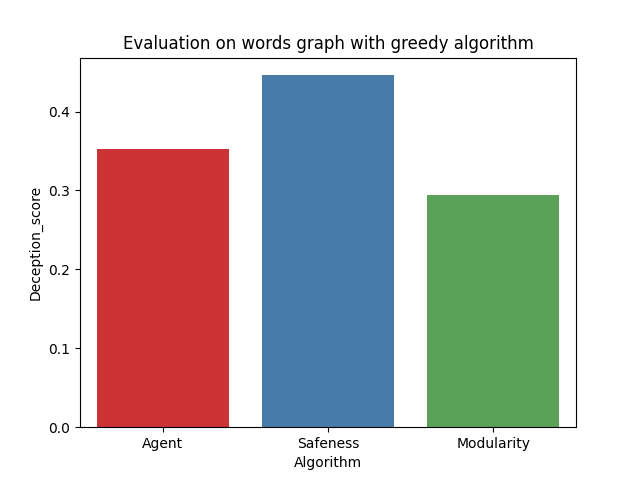 Evaluation on words graph with greedy algorithm
0.4
0.3
0.2
0.1
0.0
Deception_score
Agent Safeness Modularity
Algorithm